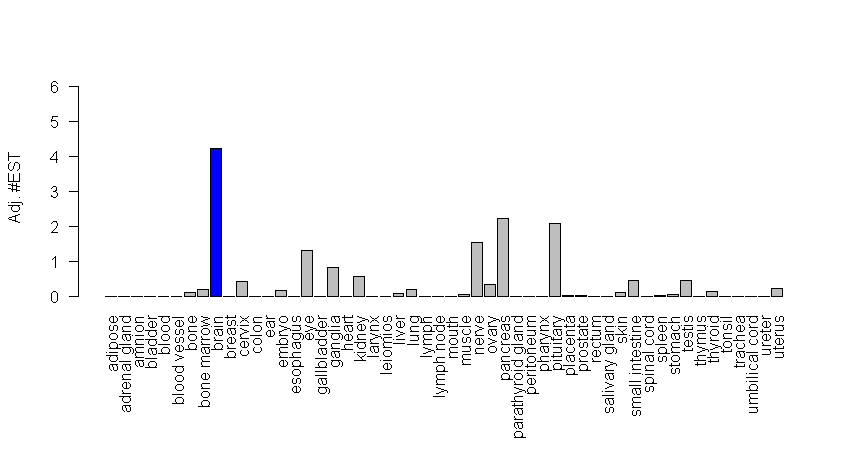 Adj. #EST
6
5
4
3
2
1
0
adipose
adrenal gland
amnion
bladder
blood
blood vessel
bone
bone marrow
brain
breast
cervix
colon
ear
embryo
esophagus
eye
gallbladder
ganglia
heart
kidney
larynx
leiomios
liver
lung
lymph
lymph node
mouth
muscle
nerve
ovary
pancreas
parathyroid gland
peritoneum
pharynx
pituitary
placenta
prostate
rectum
salivary gland
skin
small intestine
spinal cord
spleen
stomach
testis
thymus
thyroid
tonsil
trachea
umbilical cord
ureter
uterus